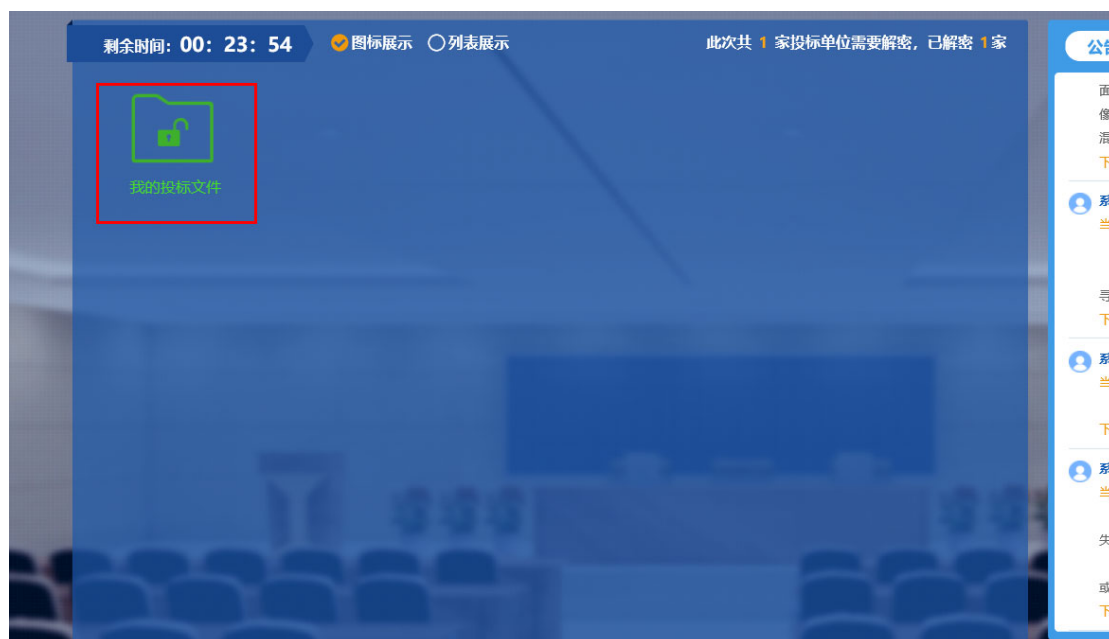 剩余时间：00：23：54 图标展示 列表展示 此次共 1 家投标单位需要解密，已解密 1家
我的投标文件
公
面
下
当
寻
下
当
下
当
失
或
下